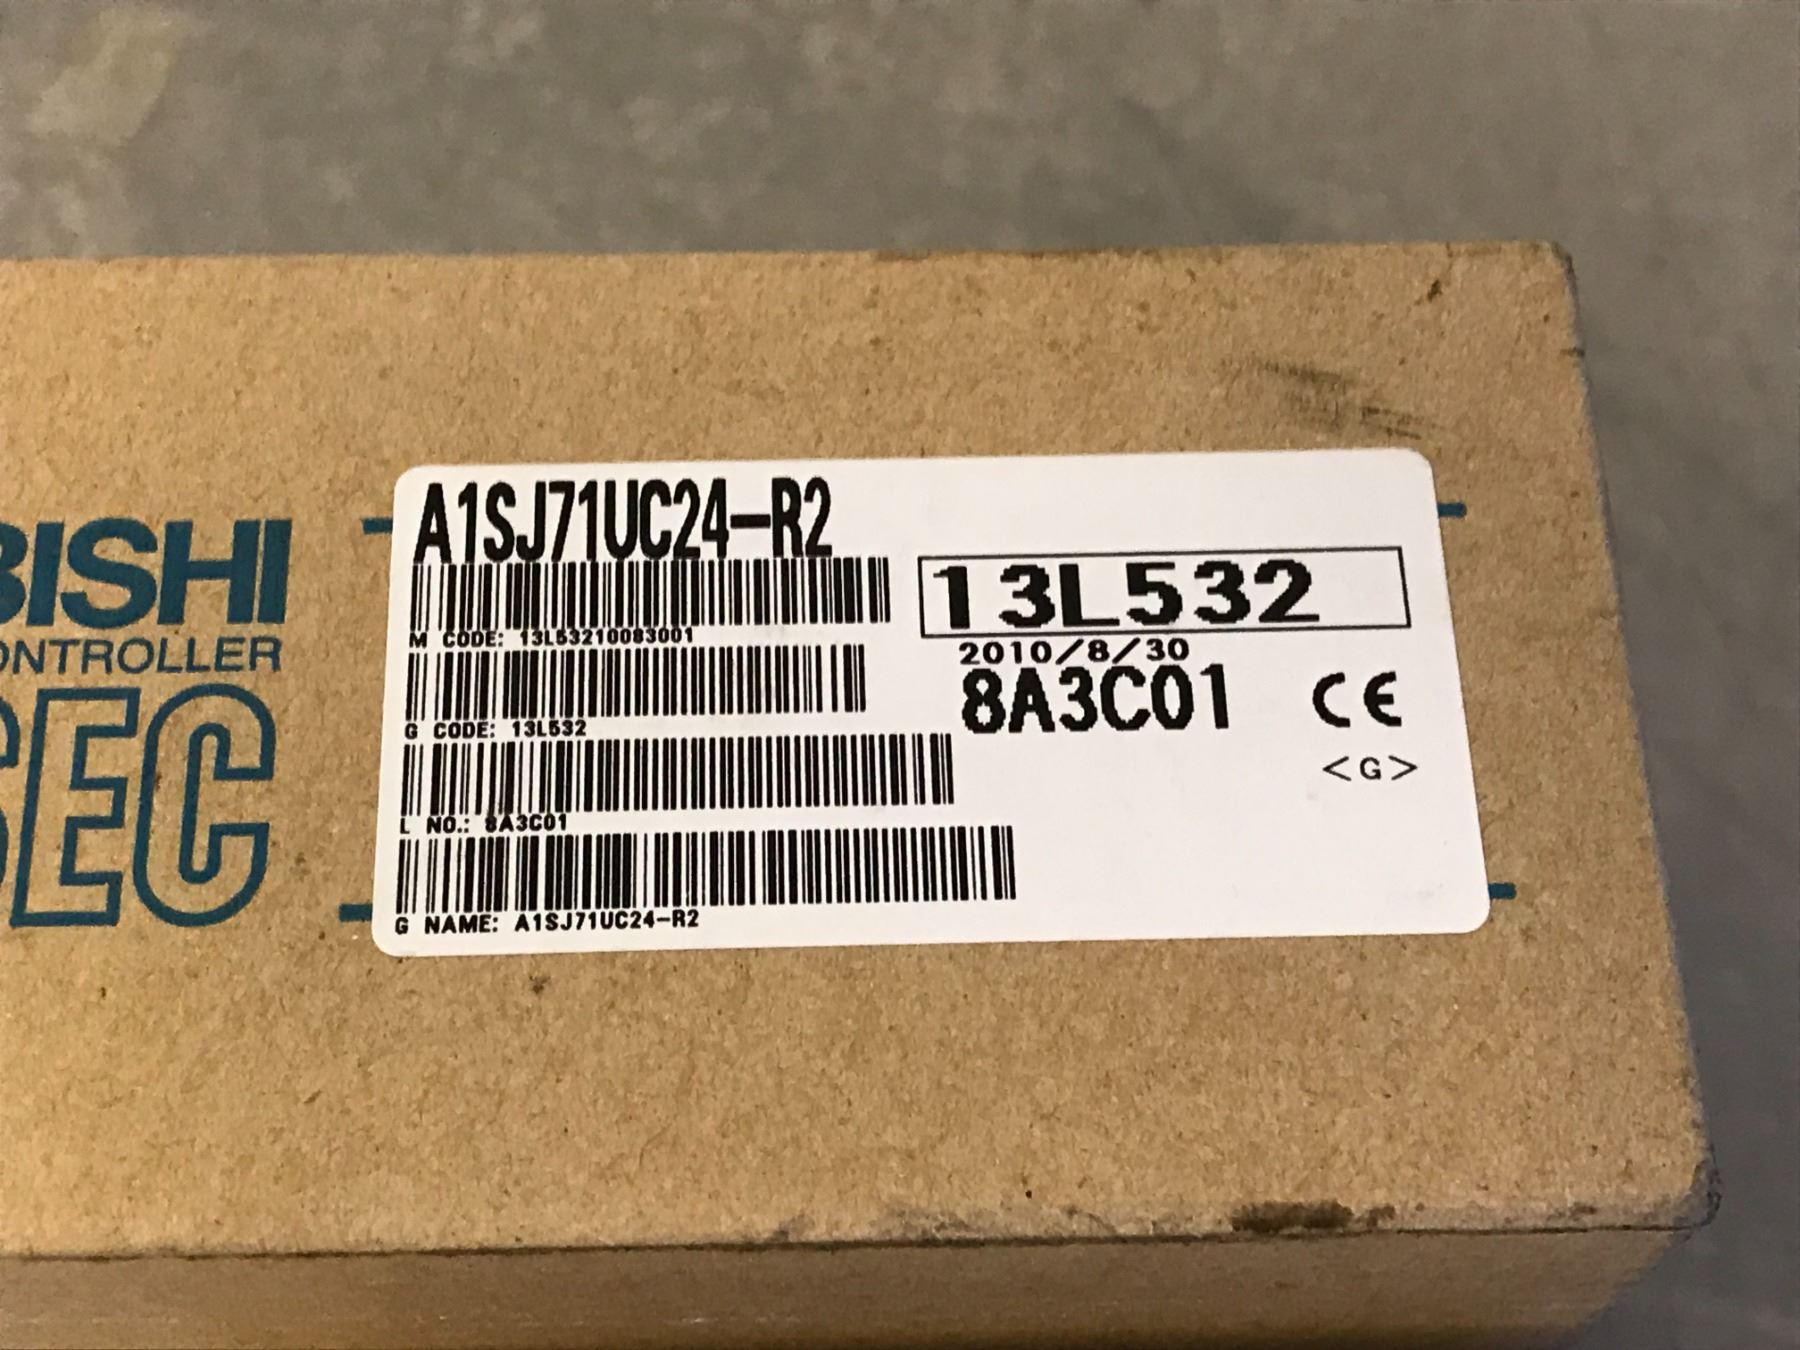 BISHI
CONTROLLER
SEC
A1SJ71UC24-R2
M CODE: 13L53210083001
G CODE: 13L532
L NO.: 8A3C01
G NAME: A1SJ71UC24-R2
13L532
2010/8/30
8A3C01 CE
<G>